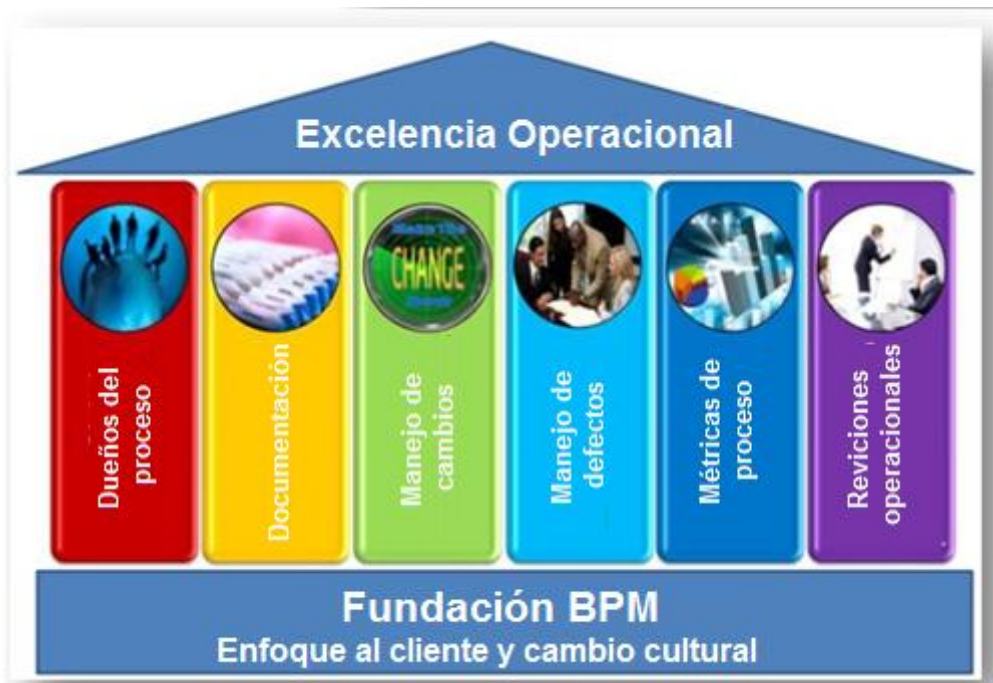 Excelencia Operacional
Dueños del
proceso
Documentación
Manejo de
cambios
Manejo de
defectos
Métricas de
proceso
Reviciones
operacionales
CHANGE
Fundación BPM
Enfoque al cliente y cambio cultural